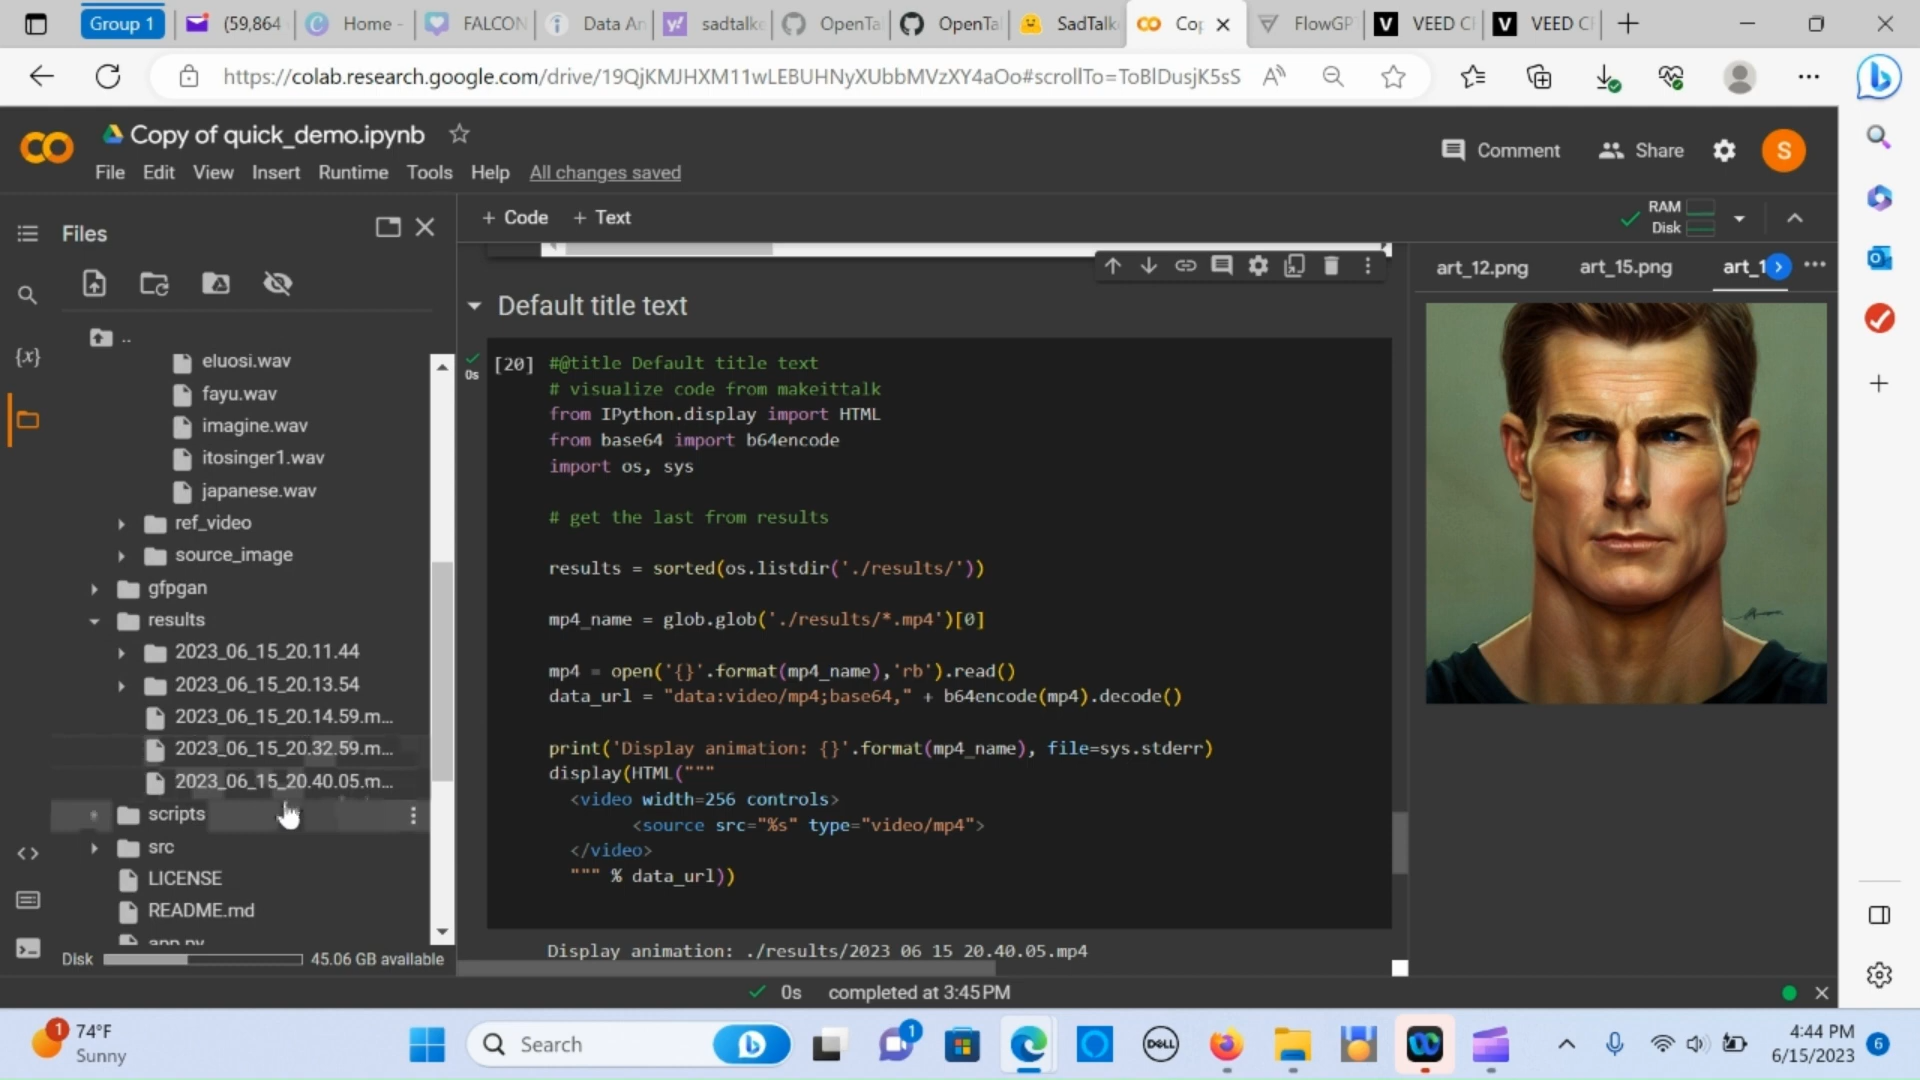 Group 1
(59,864
Home -
FALCON
Data An
sadtalke
OpenTa
OpenTa
SadTalk
Cop
FlowGP
VEED Cl
VEED Cl
https://colab.research.google.com/drive/19QjKMJHXM11wLEBUHNyXUbbMVzXY4aOo#scrollTo=ToBlDusjK5sS
Copy of quick_demo.ipynb
File Edit View Insert Runtime Tools Help All changes saved
Comment
Share
S
Files
+ Code + Text
RAM
Disk
..
eluosi.wav
fayu.wav
imagine.wav
itosinger1.wav
japanese.wav
ref_video
source_image
gfpgan
results
2023_06_15_20.11.44
2023_06_15_20.13.54
2023_06_15_20.14.59.m...
2023_06_15_20.32.59.m...
2023_06_15_20.40.05.m...
scripts
src
LICENSE
README.md
app.py
Disk 45.06 GB available
Default title text
0s
[20] #@title Default title text
# visualize code from makeittalk
from IPython.display import HTML
from base64 import b64encode
import os, sys
# get the last from results
results = sorted(os.listdir('./results/'))
mp4_name = glob.glob('./results/*.mp4')[0]
mp4 = open('{}'.format(mp4_name),'rb').read()
data_url = "data:video/mp4;base64," + b64encode(mp4).decode()
print('Display animation: {}'.format(mp4_name), file=sys.stderr)
display(HTML("""
<video width=256 controls>
<source src="%s" type="video/mp4">
</video>
""" % data_url))
Display animation: ./results/2023_06_15_20.40.05.mp4
art_12.png art_15.png art_1
0s completed at 3:45 PM
1
74°F
Sunny
Search
1
DELL
4:44 PM
6/15/2023
6